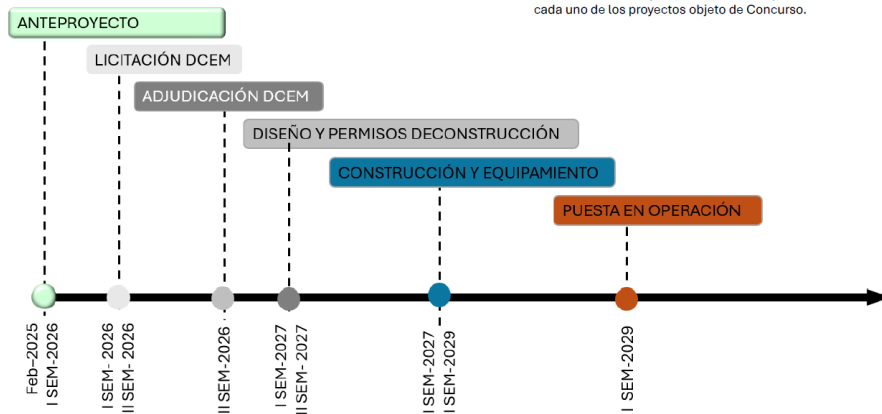 cada uno de los proyectos objeto de Concurso.
ANTEPROYECTO
LICITACIÓN DCEM
ADJUDICACIÓN DCEM
DISEÑO Y PERMISOS DECONSTRUCCIÓN
CONSTRUCCIÓN Y EQUIPAMIENTO
PUESTA EN OPERACIÓN
Feb–2025
I SEM-2026
I SEM- 2026
II SEM- 2026
II SEM-2026
I SEM-2027
II SEM- 2027
I SEM-2027
I SEM-2029
I SEM-2029